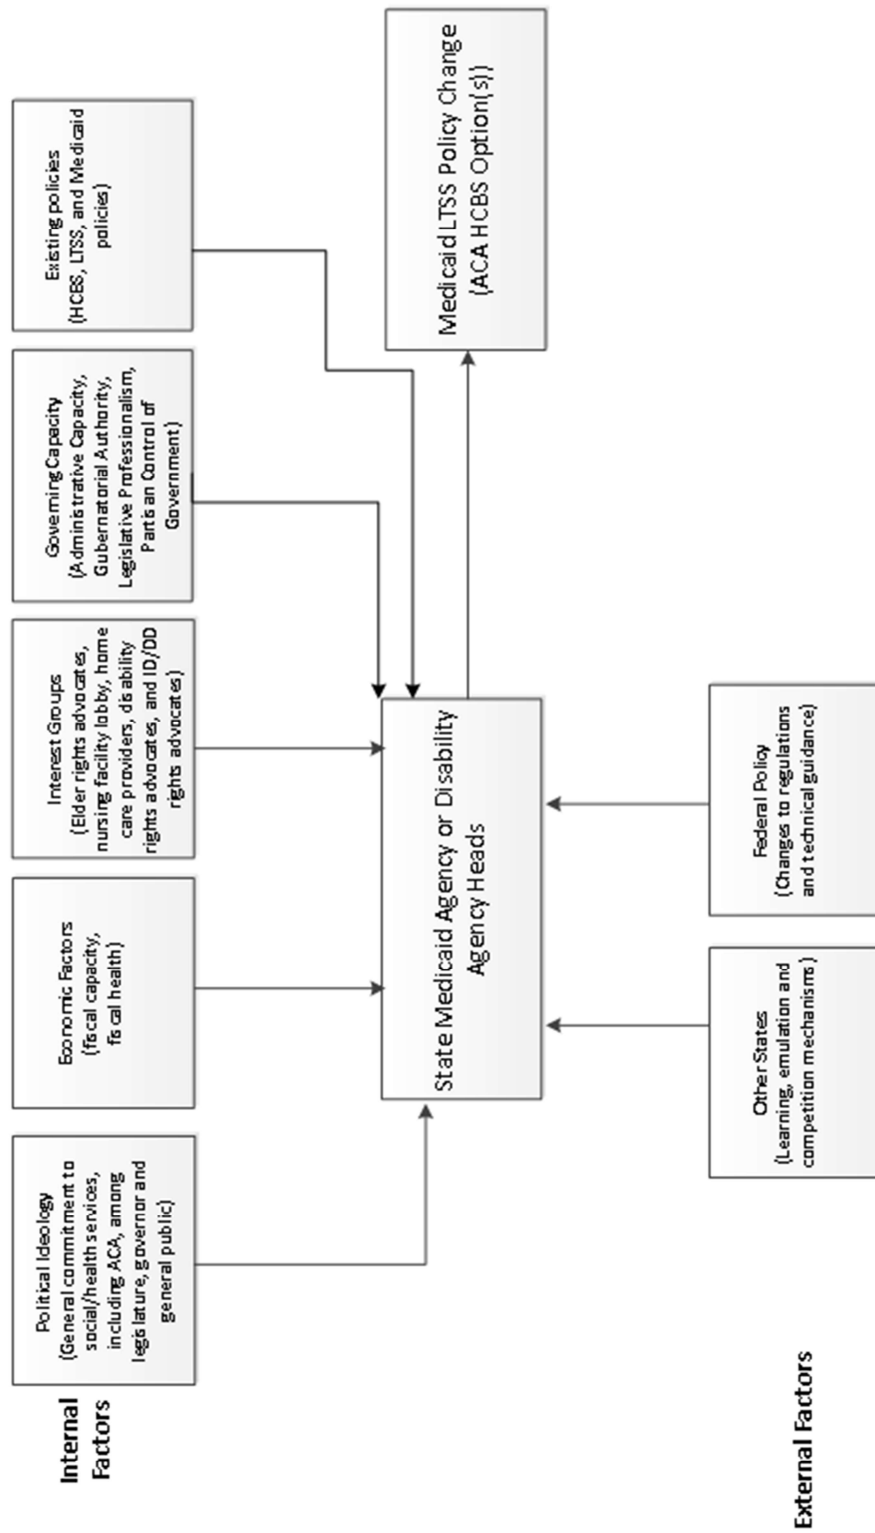 Internal
Factors
Political Ideology
(General commitment to
social/health services,
including ACA, among
legislature, governor and
general public)
Economic Factors
(fiscal capacity,
fiscal health)
Interest Groups
(Elder rights advocates,
nursing facility lobby, home
care providers, disability
rights advocates, and ID/DD
rights advocates)
Governing Capacity
(Administrative Capacity,
Gubernatorial Authority,
Legislative Professionalism,
Partisan Control of
Government)
Existing policies
(HCBS, LTSS, and Medicaid
policies)
State Medicaid Agency or Disability
Agency Heads
Medicaid LTSS Policy Change
(ACA HCBS Option(s))
External Factors
Other States
(Learning, emulation and
competition mechanisms)
Federal Policy
(Changes to regulations
and technical guidance)